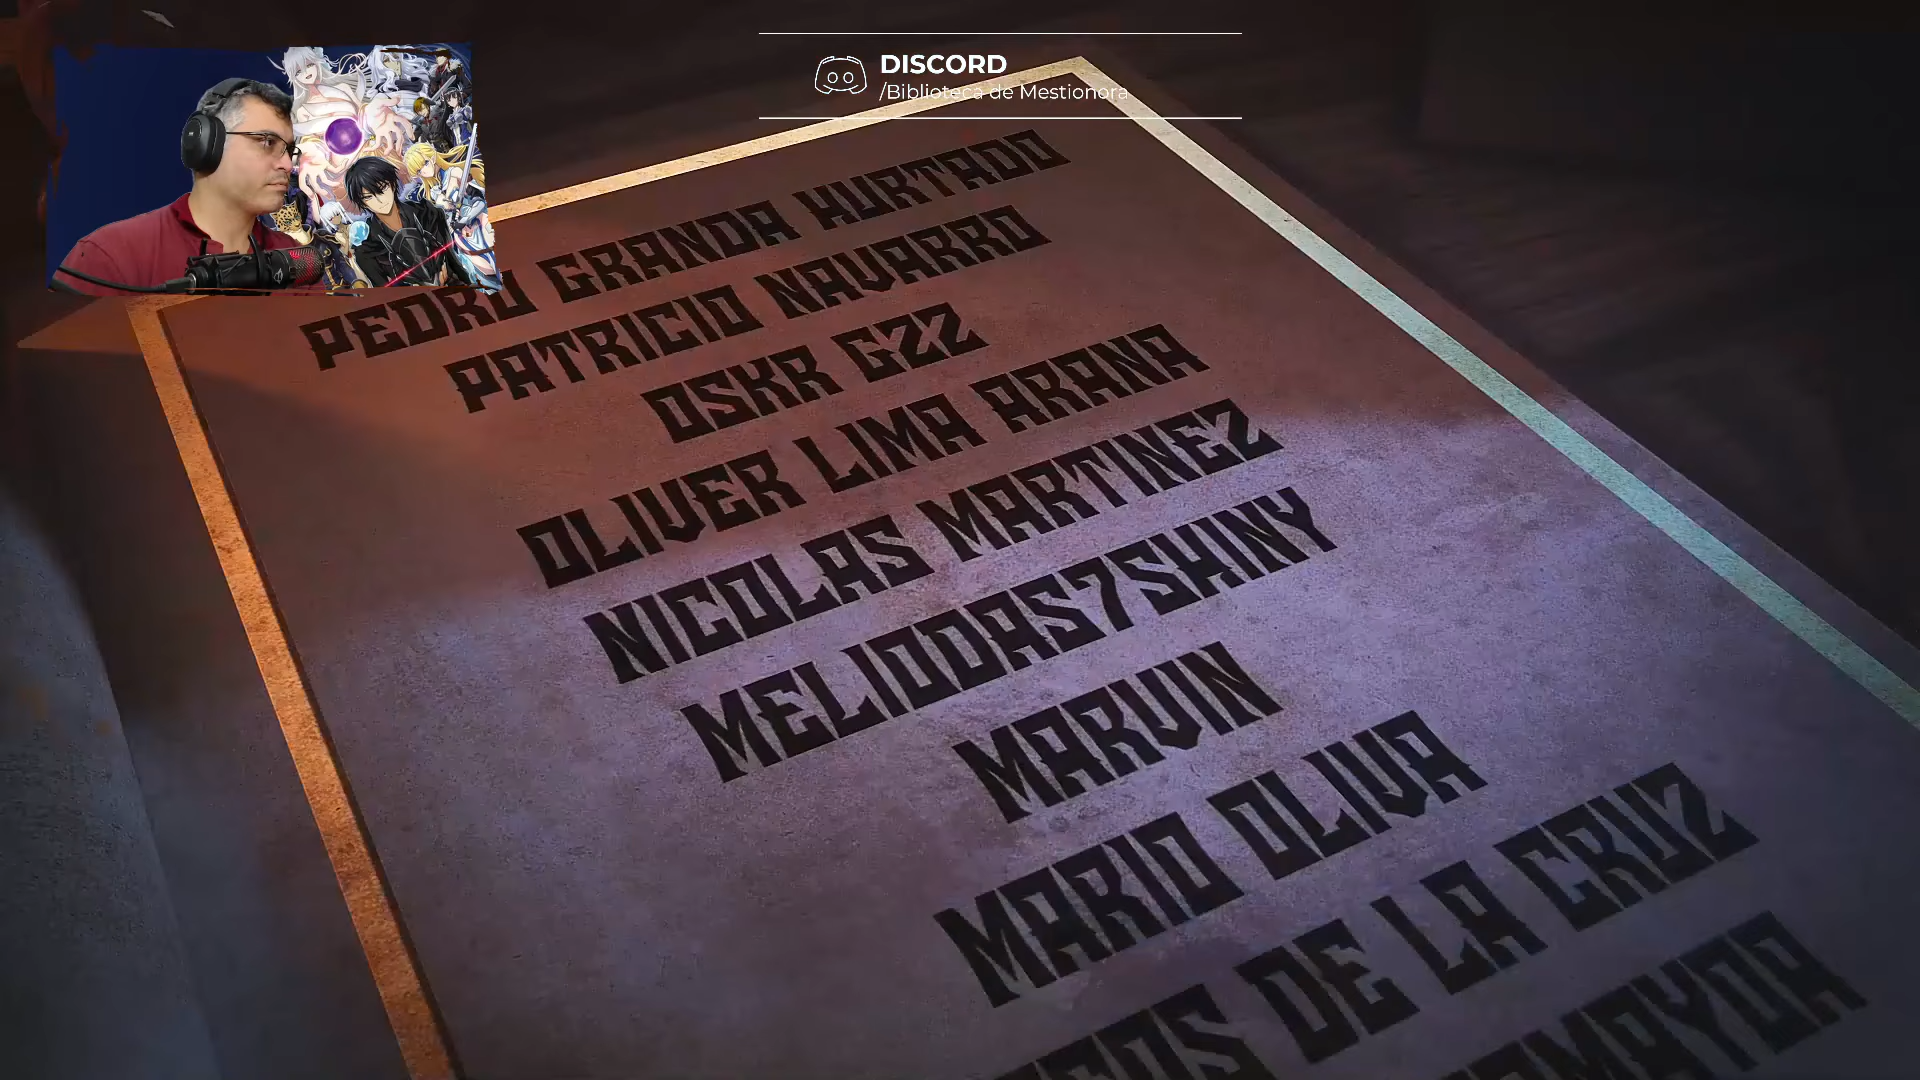 DISCORD
/Biblioteca de Mestionora
PEDRO GRANDA HURTADO
PATRICIO NAVARRO
OSKR GZZ
OLIVER LIMA ARANA
NICOLAS MARTINEZ
MELIODAS7SHINY
MARVIN
MARIO OLIVA
DE LA CRUZ